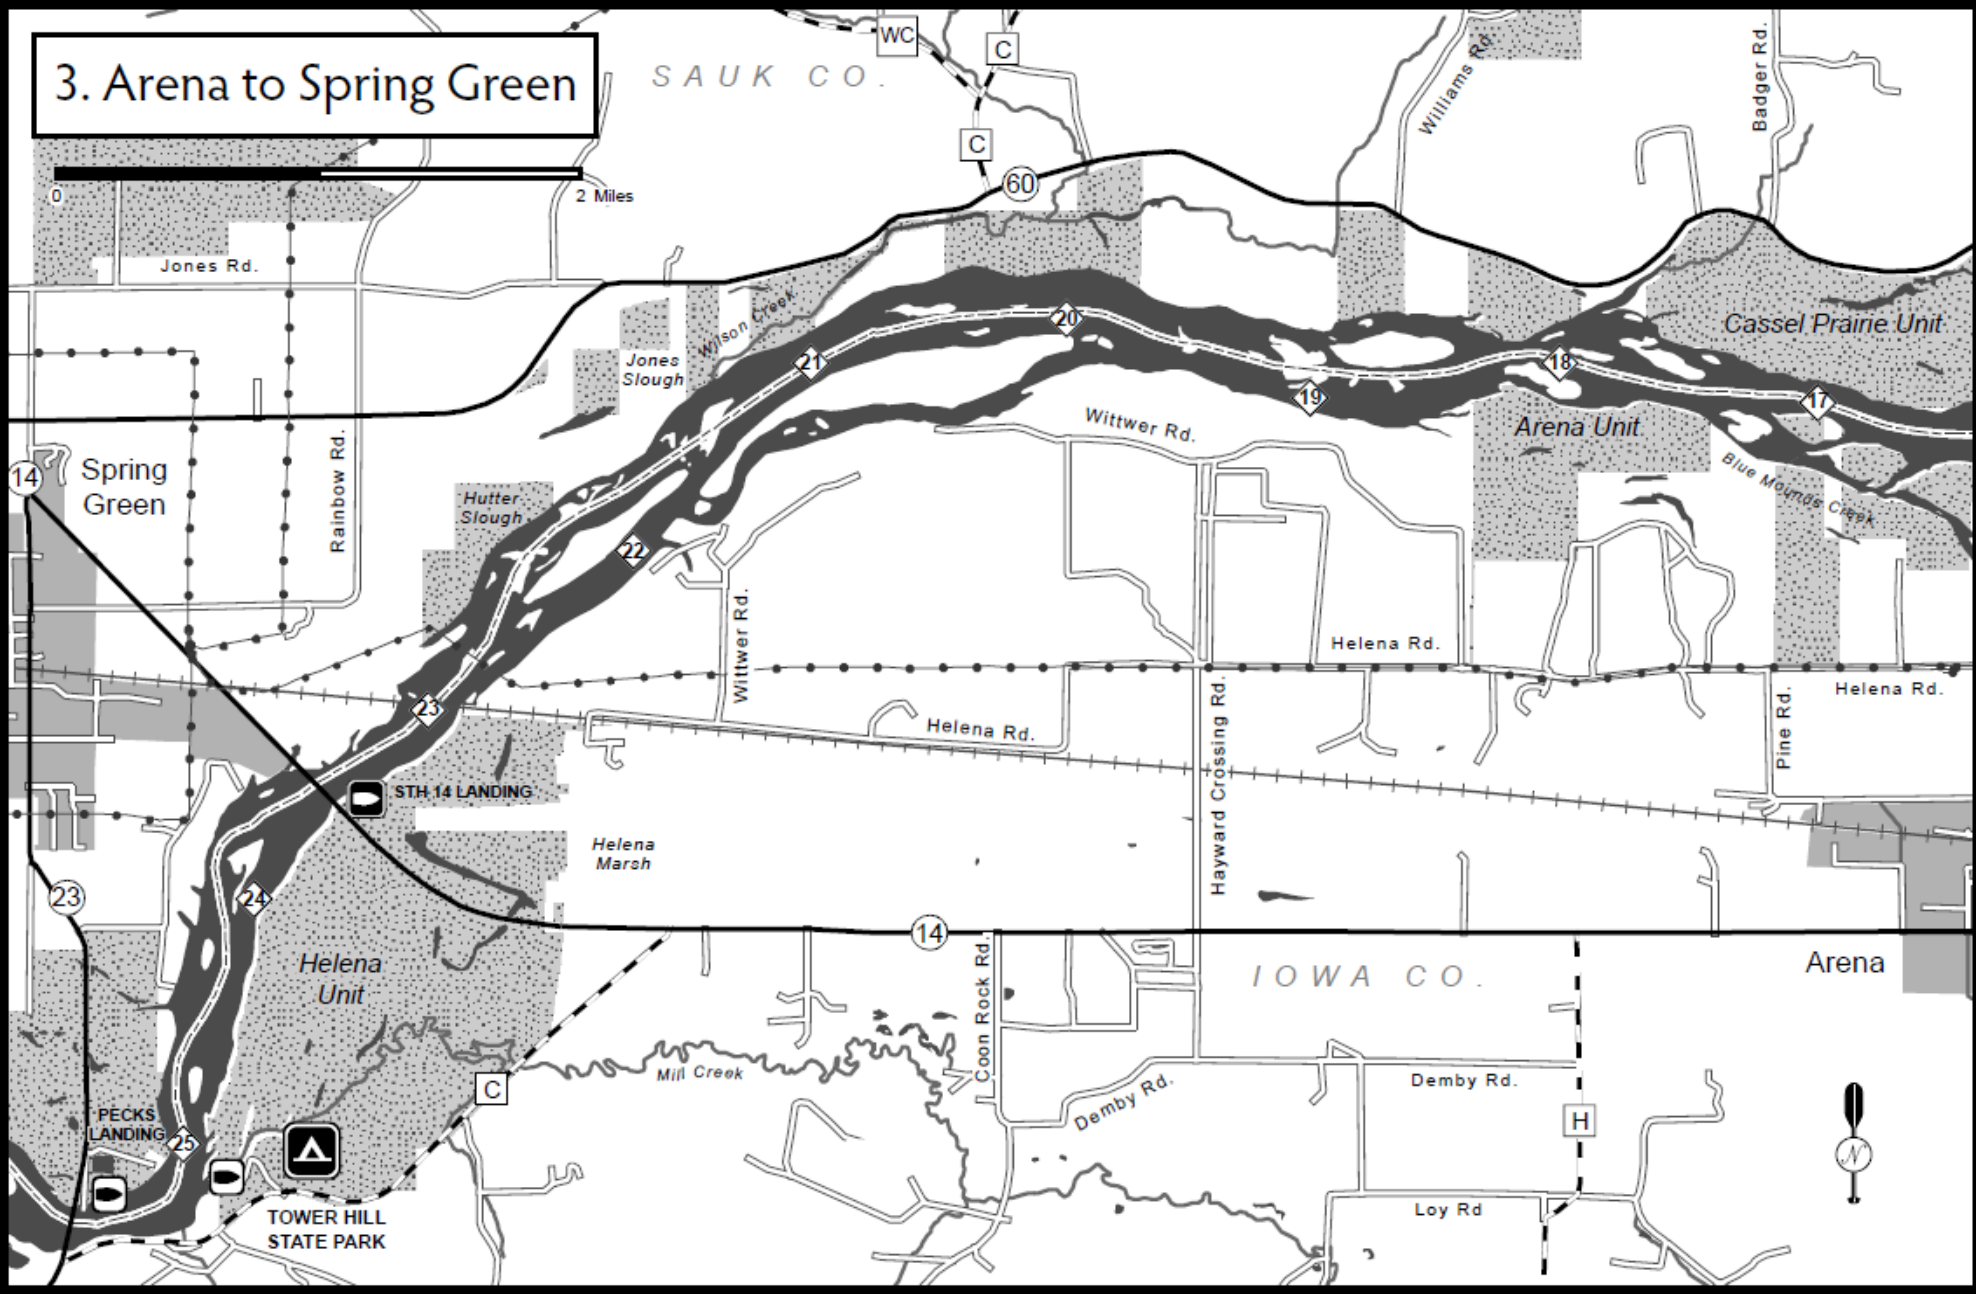 3. Arena to Spring Green
0
2 Miles
SAUK CO.
WC
C
C
60
Williams Rd.
Badger Rd.
Jones Rd.
Wilson Creek
Jones
Slough
Cassel Prairie Unit
21
20
19
18
17
Wittwer Rd.
Arena Unit
Blue Mounds Creek
14
Spring
Green
Rainbow Rd.
Hutter
Slough
22
Wittwer Rd.
Helena Rd.
Helena Rd.
Pine Rd.
23
Helena Rd.
Hayward Crossing Rd.
STH 14 LANDING
Helena
Marsh
23
24
14
Helena
Unit
Coon Rock Rd.
IOWA CO.
Arena
C
Mill Creek
Demby Rd.
Demby Rd.
H
N
PECKS
LANDING
25
TOWER HILL
STATE PARK
Loy Rd